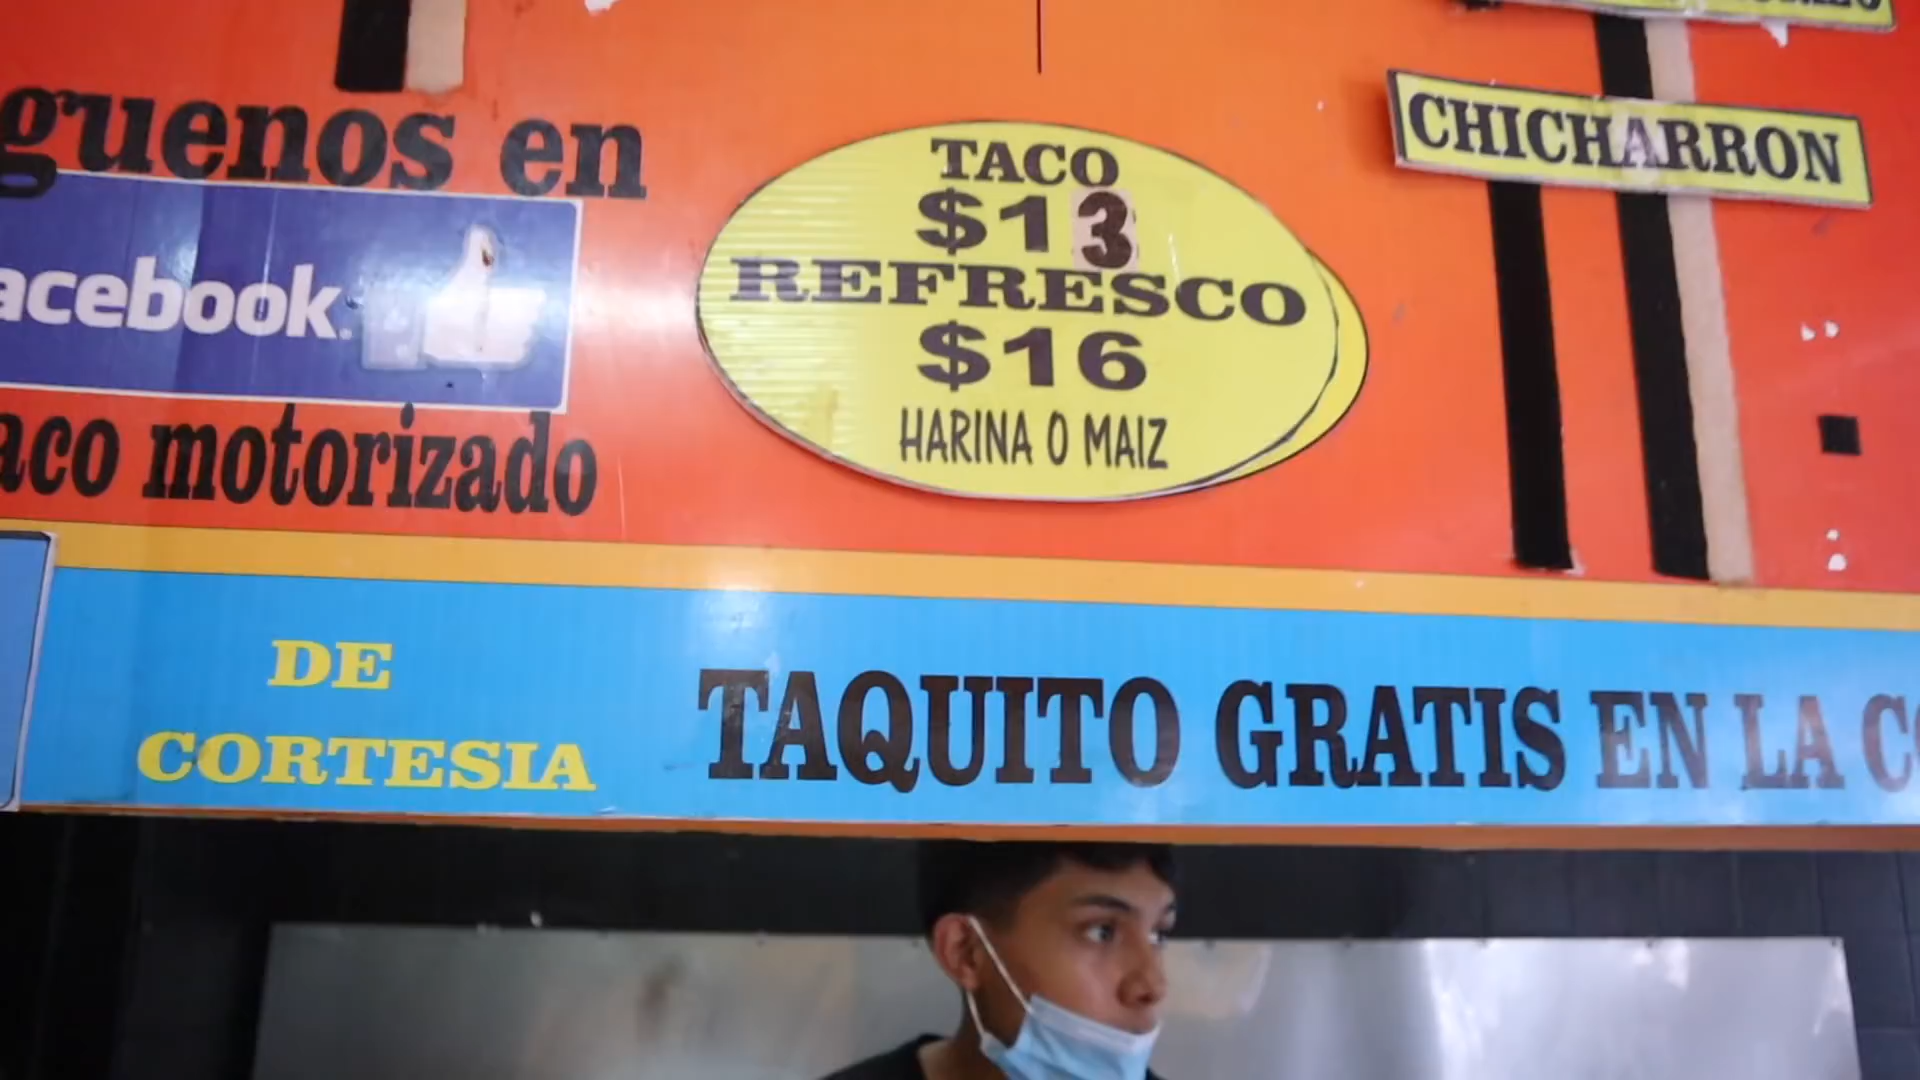 guenos en
acebook.
aco motorizado
TACO
$13
REFRESCO
$16
HARINA O MAIZ
CHICHARRON
DE
CORTESIA
TAQUITO GRATIS EN LA C